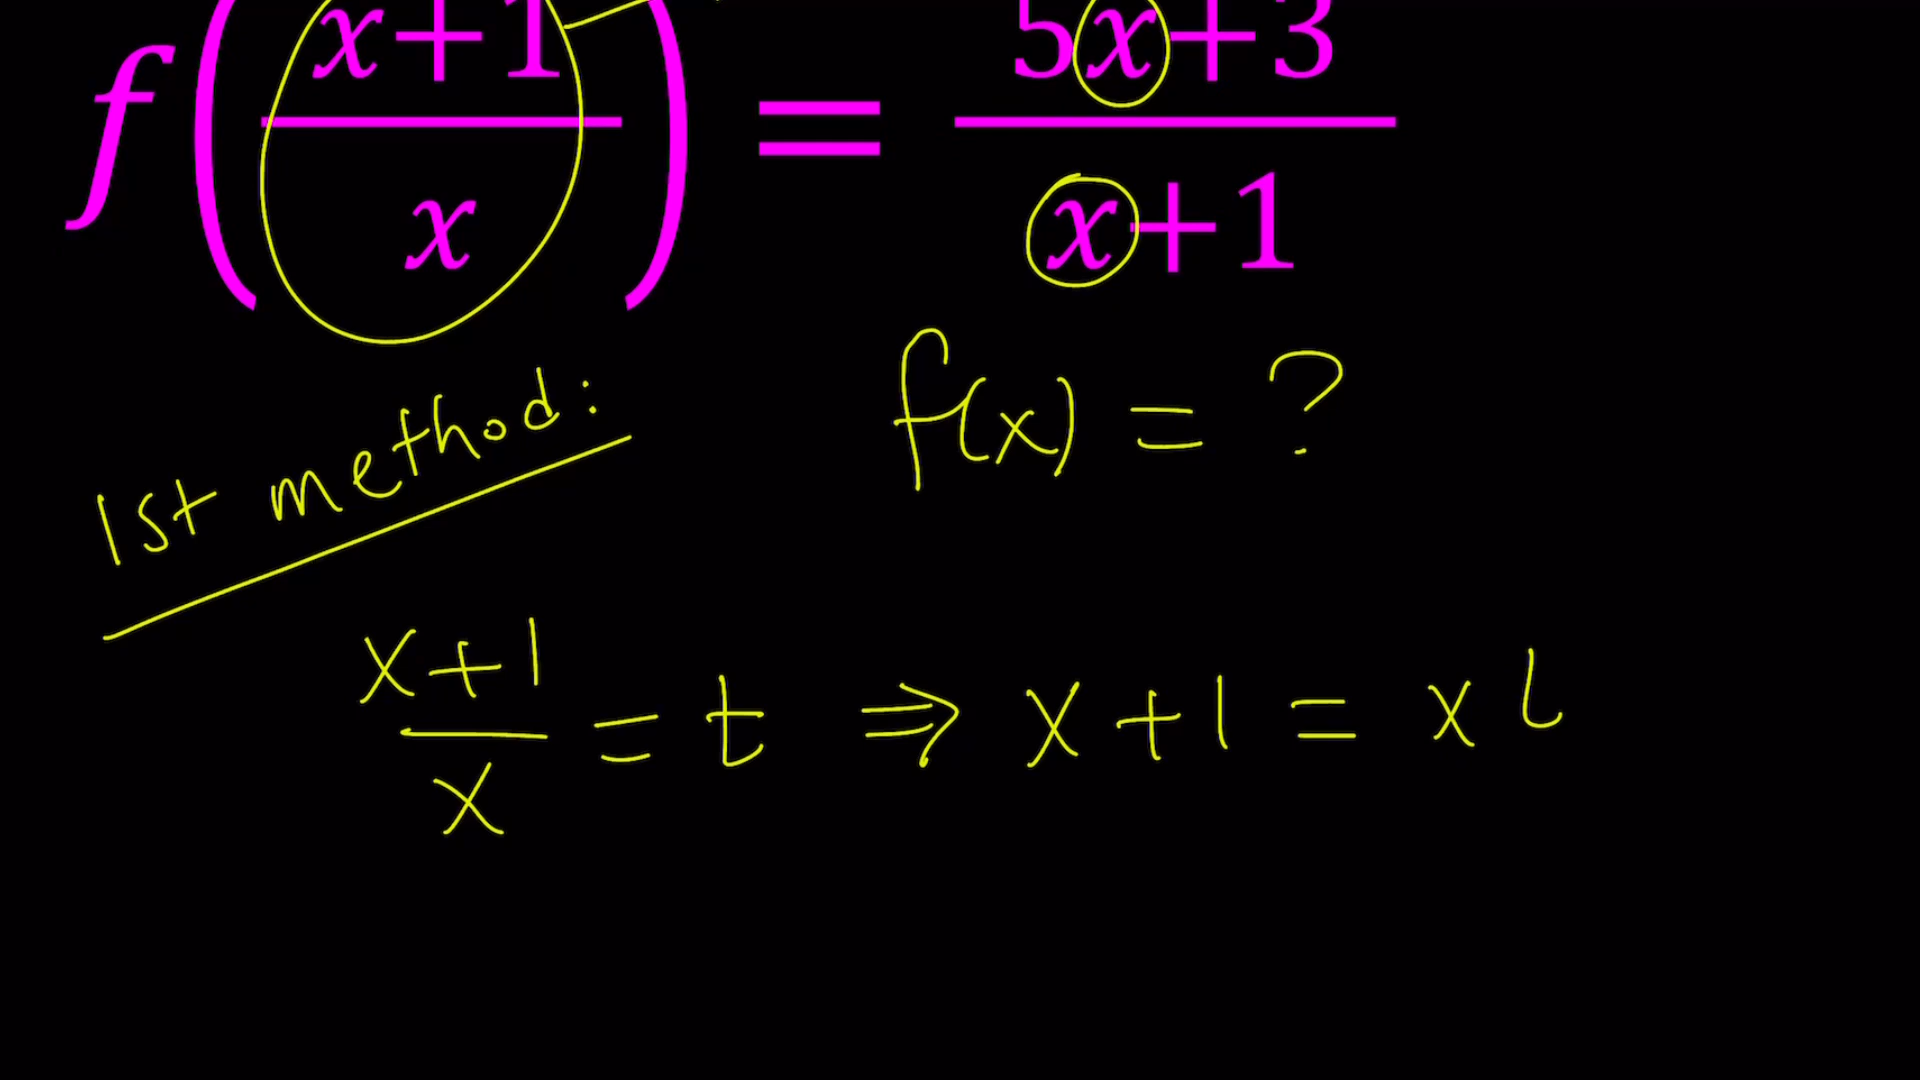 f(x+1/x) = 5x+3/x+1
f(x) = ?
1st method:
x+1/x = t ⇒ x+1 = x